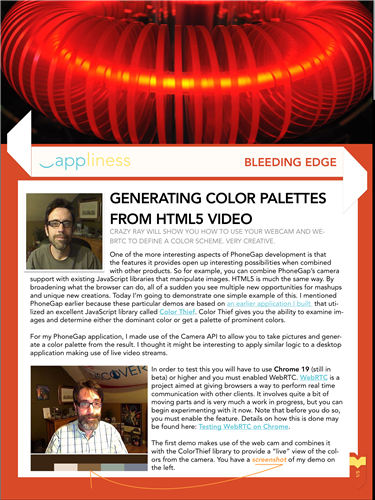 appliness
BLEEDING EDGE
GENERATING COLOR PALETTES
FROM HTML5 VIDEO
CRAZY RAY WILL SHOW YOU HOW TO USE YOUR WEBCAM AND WE-
BRTC TO DEFINE A COLOR SCHEME. VERY CREATIVE.
One of the more interesting aspects of PhoneGap development is that
the features it provides open up interesting possibilities when combined
with other products. So for example, you can combine PhoneGap's camera
support with existing JavaScript libraries that manipulate images. HTML5 is much the same way. By
broadening what the browser can do, all of a sudden you see multiple new opportunities for mashups
and unique new creations. Today I'm going to demonstrate one simple example of this. I mentioned
PhoneGap earlier because these particular demos are based on an earlier application I built that uti-
lized an excellent JavaScript library called Color Thief. Color Thief gives you the ability to examine im-
ages and determine either the dominant color or get a palette of prominent colors.
For my PhoneGap application, I made use of the Camera API to allow you to take pictures and gener-
ate a color palette from the result. I thought it might be interesting to apply similar logic to a desktop
application making use of live video streams.
In order to test this you will have to use Chrome 19 (still in
beta) or higher and you must enabled WebRTC. WebRTC is a
project aimed at giving browsers a way to perform real time
communication with other clients. It involves quite a bit of
moving parts and is very much a work in progress, but you can
begin experimenting with it now. Note that before you do so,
you must enable the feature. Details on how this is done may
be found here: Testing WebRTC on Chrome.
The first demo makes use of the web cam and combines it
with the ColorThief library to provide a "live" view of the col-
ors from the camera. You have a screenshot of my demo on
the left.